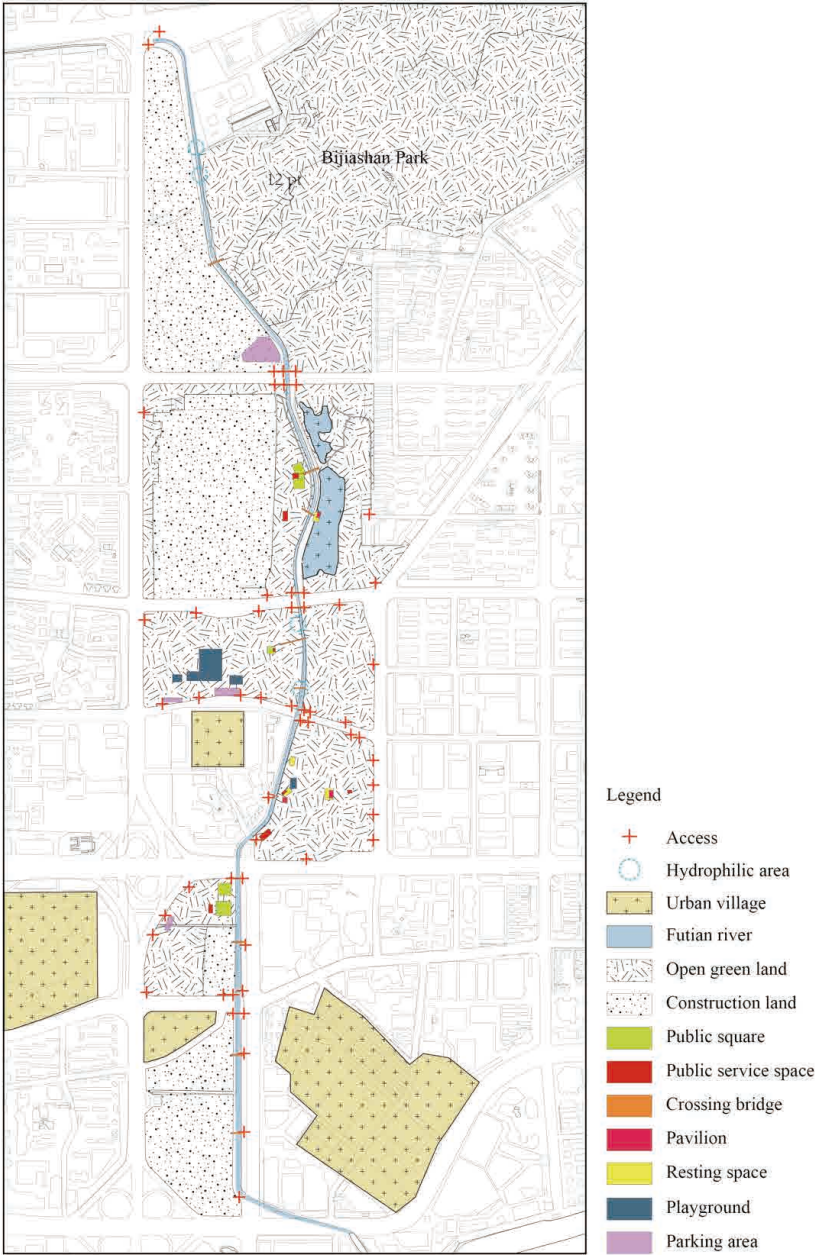 Bijiashan Park
12 pt
Legend
Access
Hydrophilic area
Urban village
Futian river
Open green land
Construction land
Public square
Public service space
Crossing bridge
Pavilion
Resting space
Playground
Parking area